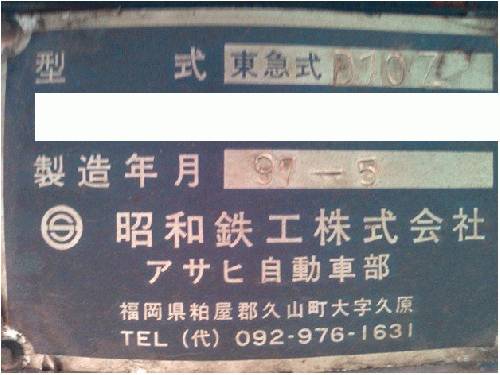 型 式 東急式 D107
製造年月 97-5
昭和鉄工株式会社
アサヒ自動車部
福岡県粕屋郡久山町大字久原
TEL (代) 092-976-1631